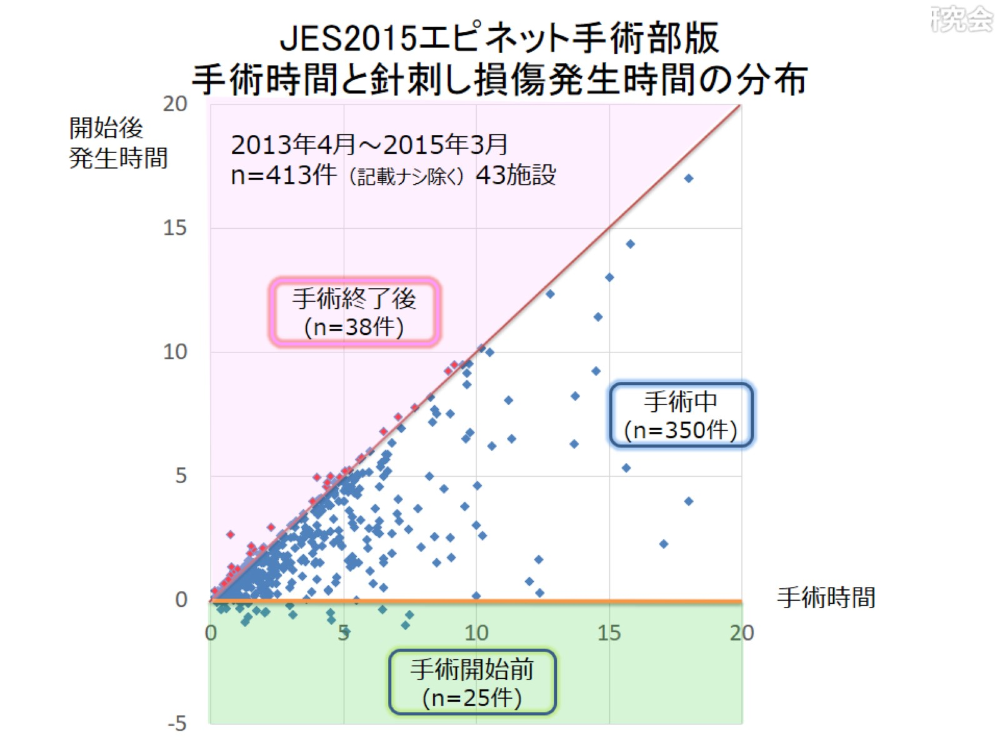 研究会
JES2015エピネット手術部版
手術時間と針刺し損傷発生時間の分布
開始後
発生時間
2013年4月～2015年3月
n=413件（記載ナシ除く）43施設
20
15
10
5
0
-5
手術終了後
(n=38件)
手術中
(n=350件)
手術時間
0
5
10
15
20
手術開始前
(n=25件)